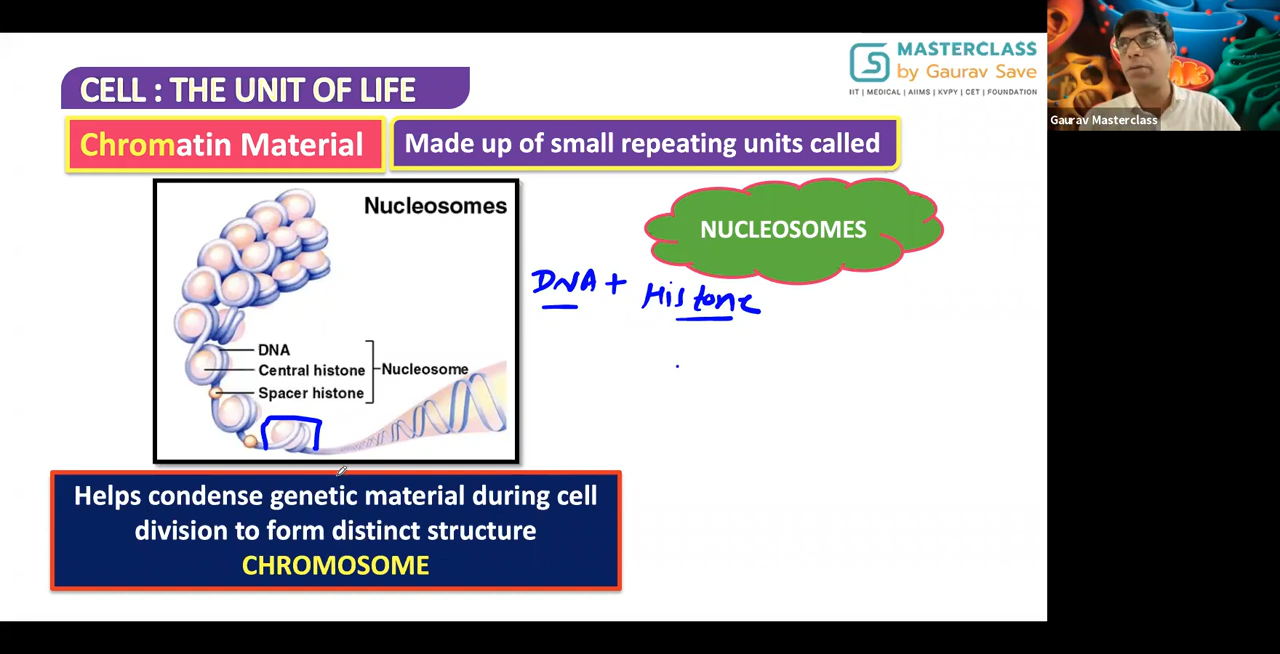 MASTERCLASS
by Gaurav Save
IIT | MEDICAL | AIIMS | KVPY | CET | FOUNDATION
Gaurav Masterclass
CELL : THE UNIT OF LIFE
Chromatin Material
Made up of small repeating units called
Nucleosomes
NUCLEOSOMES
DNA + Histone
DNA
Central histone
Nucleosome
Spacer histone
Helps condense genetic material during cell
division to form distinct structure
CHROMOSOME